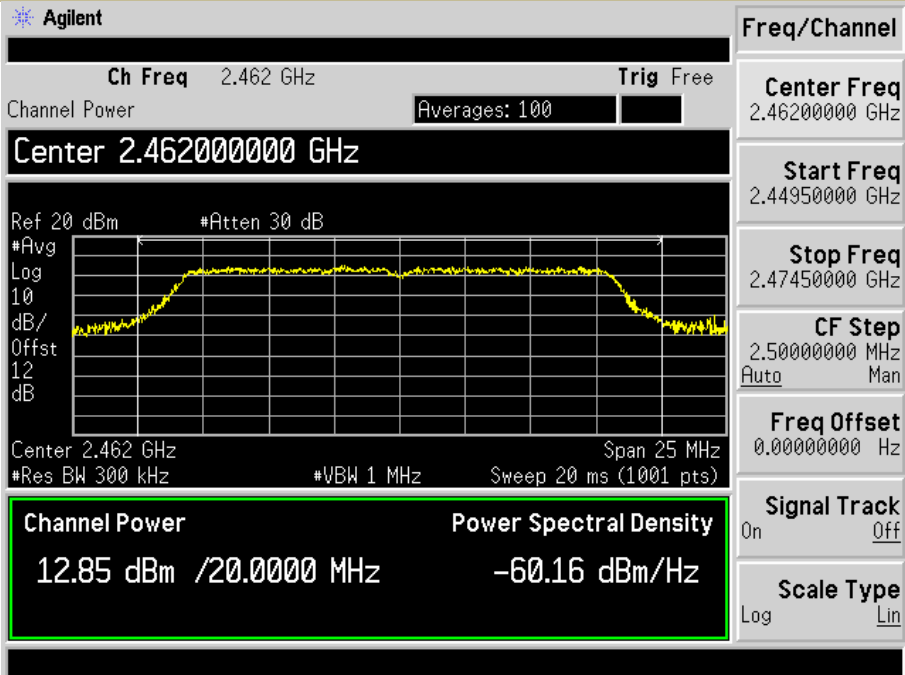 Agilent
Freq/Channel
Ch Freq 2.462 GHz Trig Free
Channel Power Averages: 100
Center 2.462000000 GHz
Ref 20 dBm #Atten 30 dB
#Avg
Log
10
dB/
Offst
12
dB
Center 2.462 GHz Span 25 MHz
#Res BW 300 kHz #VBW 1 MHz Sweep 20 ms (1001 pts)
Channel Power Power Spectral Density
12.85 dBm /20.0000 MHz -60.16 dBm/Hz
Center Freq
2.46200000 GHz
Start Freq
2.44950000 GHz
Stop Freq
2.47450000 GHz
CF Step
2.50000000 MHz
Auto Man
Freq Offset
0.00000000 Hz
Signal Track
On Off
Scale Type
Log Lin